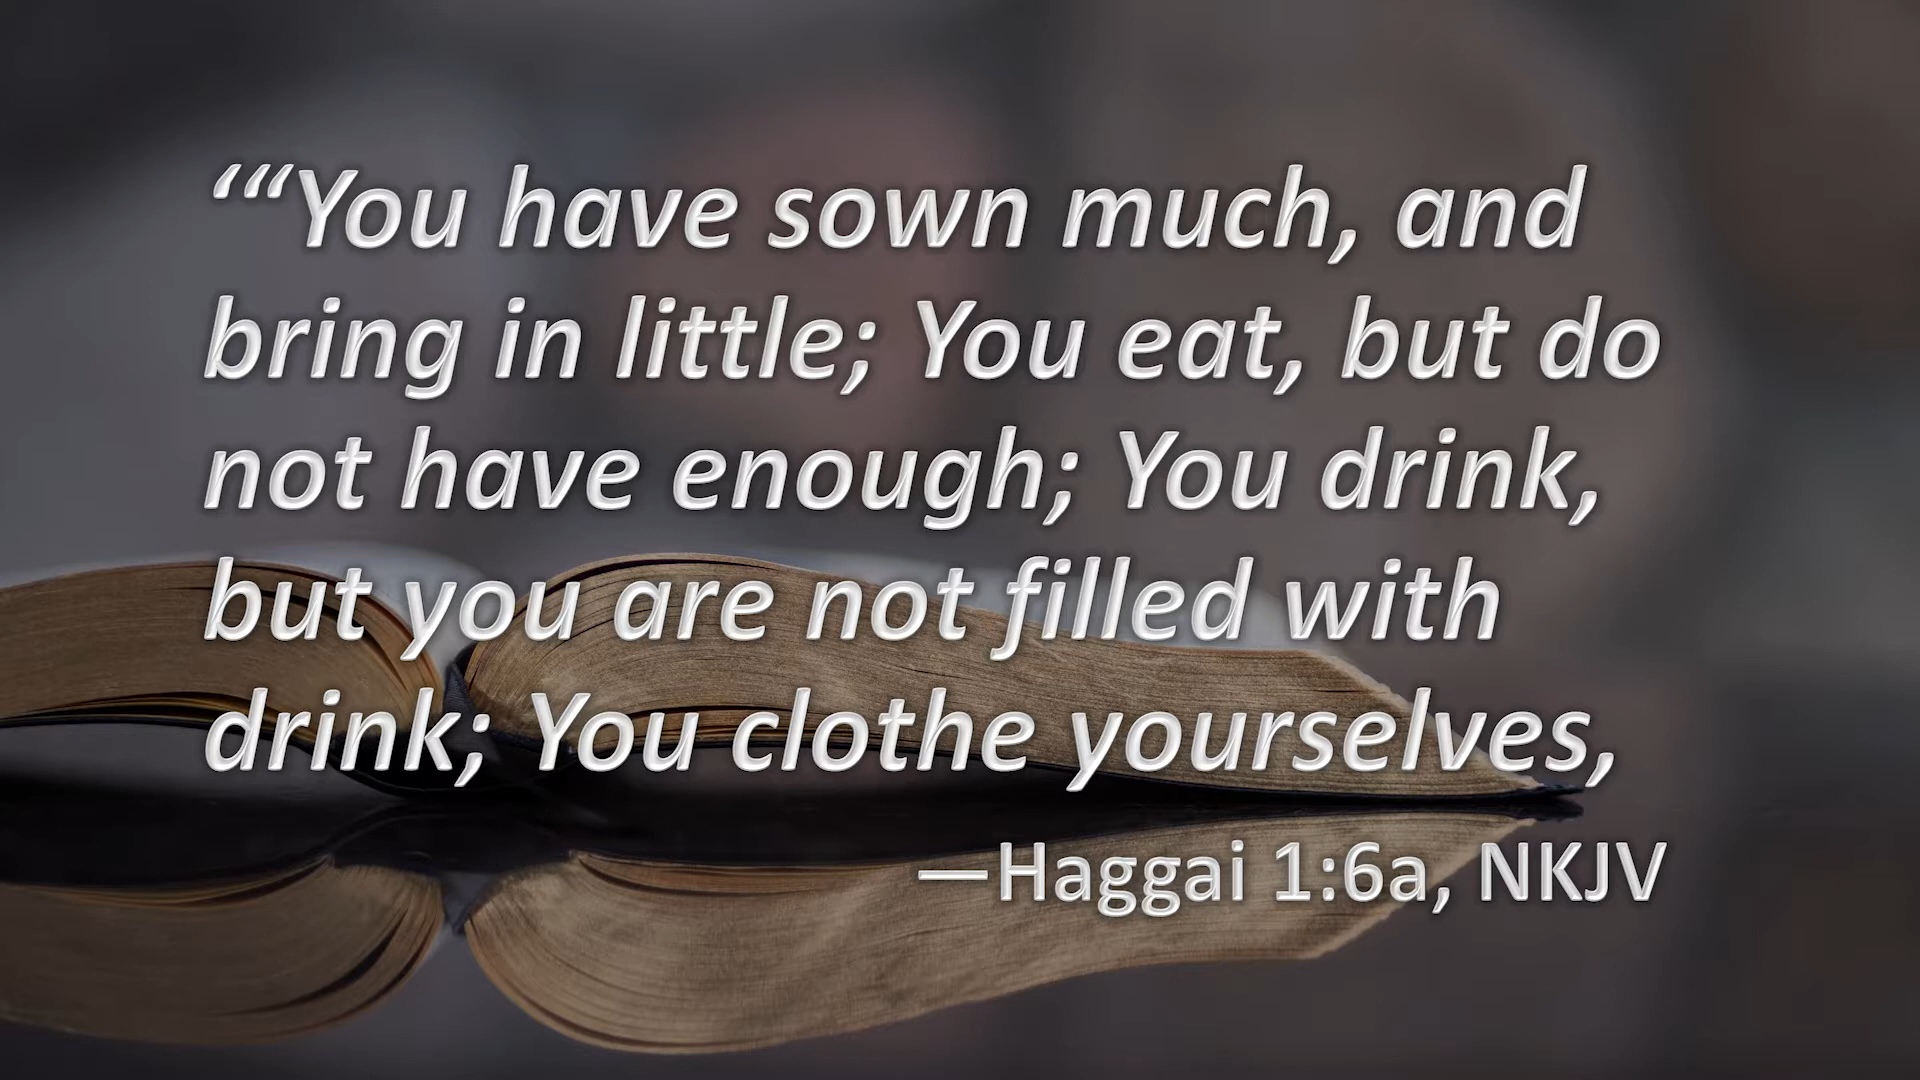 ‘“You have sown much, and
bring in little; You eat, but do
not have enough; You drink,
but you are not filled with
drink; You clothe yourselves,
—Haggai 1:6a, NKJV